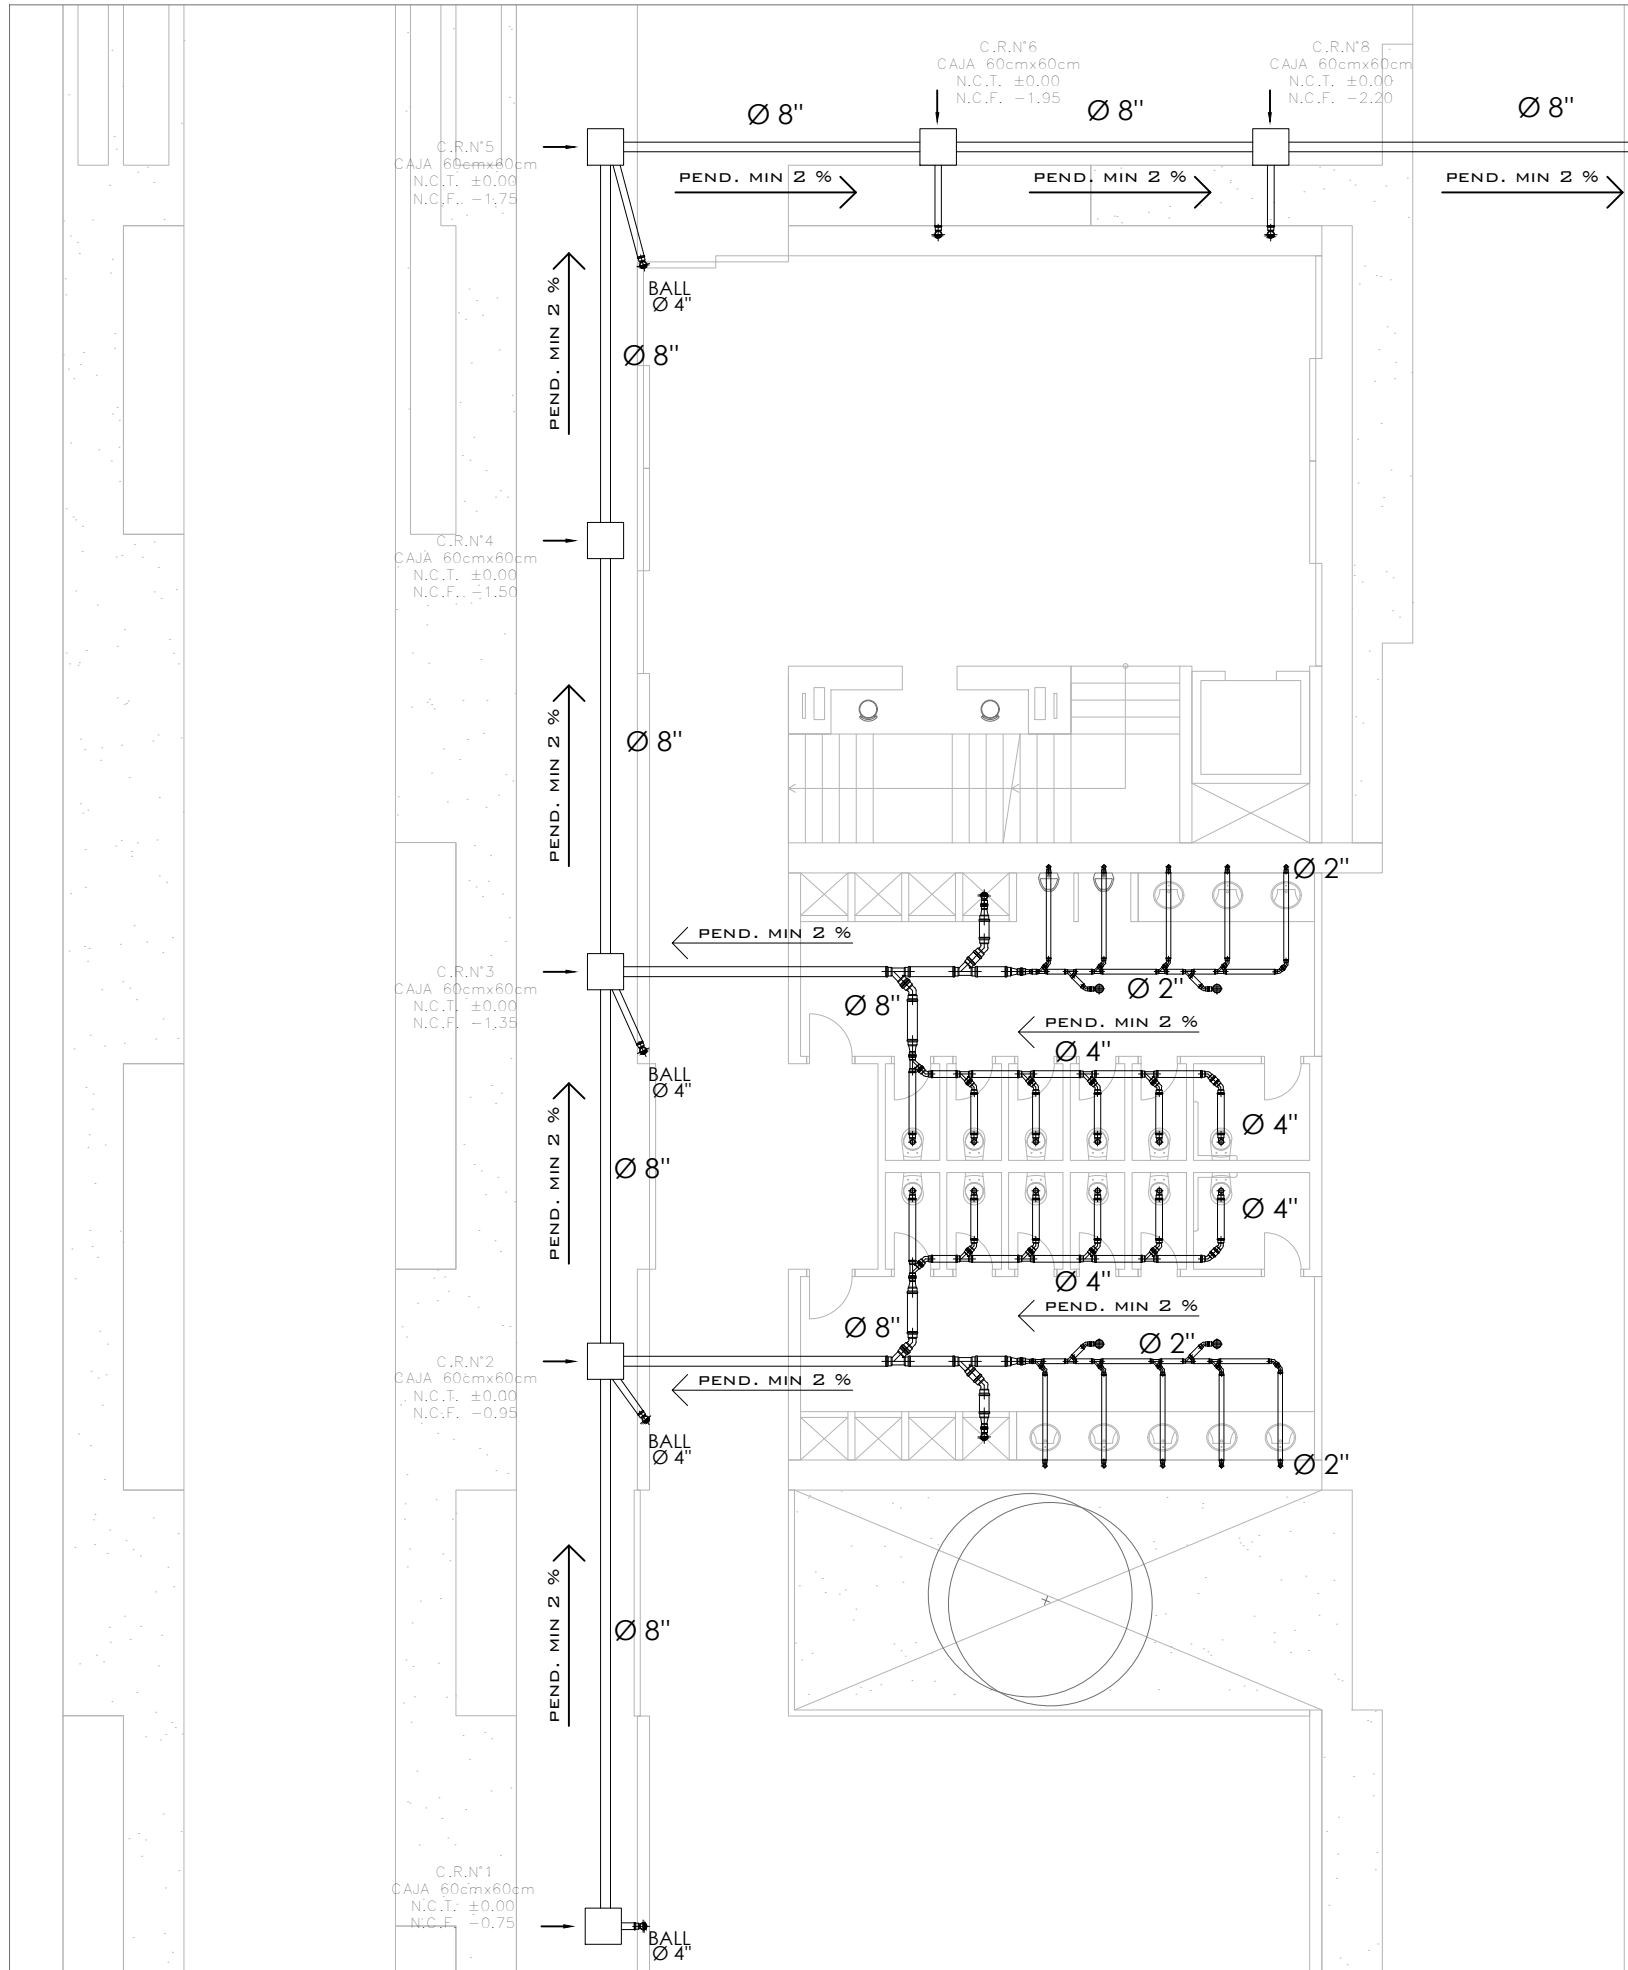 C.R.N°6
CAJA 60cmx60cm
N.C.T. ±0.00
N.C.F. -1.95
C.R.N°8
CAJA 60cmx60cm
N.C.T. ±0.00
N.C.F. -2.20
Ø 8"
Ø 8"
Ø 8"
C.R.N°5
CAJA 60cmx60cm
N.C.T. ±0.00
N.C.F. -1.75
PEND. MIN 2 %
PEND. MIN 2 %
PEND. MIN 2 %
BALL
Ø 4"
PEND. MIN 2 %
Ø 8"
C.R.N°4
CAJA 60cmx60cm
N.C.T. ±0.00
N.C.F. -1.50
PEND. MIN 2 %
Ø 8"
Ø 2"
PEND. MIN 2 %
C.R.N°3
CAJA 60cmx60cm
N.C.T. ±0.00
N.C.F. -1.35
Ø 2"
Ø 8"
PEND. MIN 2 %
Ø 4"
BALL
Ø 4"
Ø 4"
PEND. MIN 2 %
Ø 8"
Ø 4"
Ø 4"
PEND. MIN 2 %
Ø 8"
Ø 2"
C.R.N°2
CAJA 60cmx60cm
N.C.T. ±0.00
N.C.F. -0.95
PEND. MIN 2 %
BALL
Ø 4"
Ø 2"
PEND. MIN 2 %
Ø 8"
C.R.N°1
CAJA 60cmx60cm
N.C.T. ±0.00
N.C.F. -0.75
BALL
Ø 4"